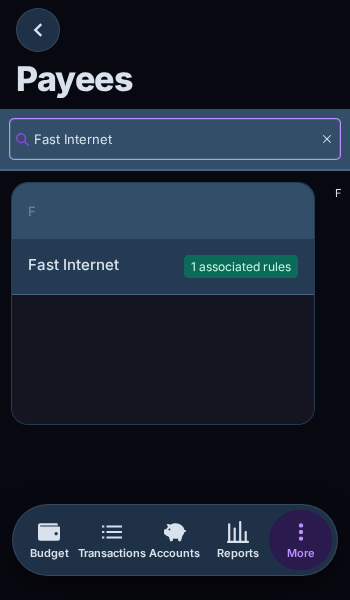 Payees
Fast Internet
F
F
Fast Internet
1 associated rules
Budget
Transactions
Accounts
Reports
More